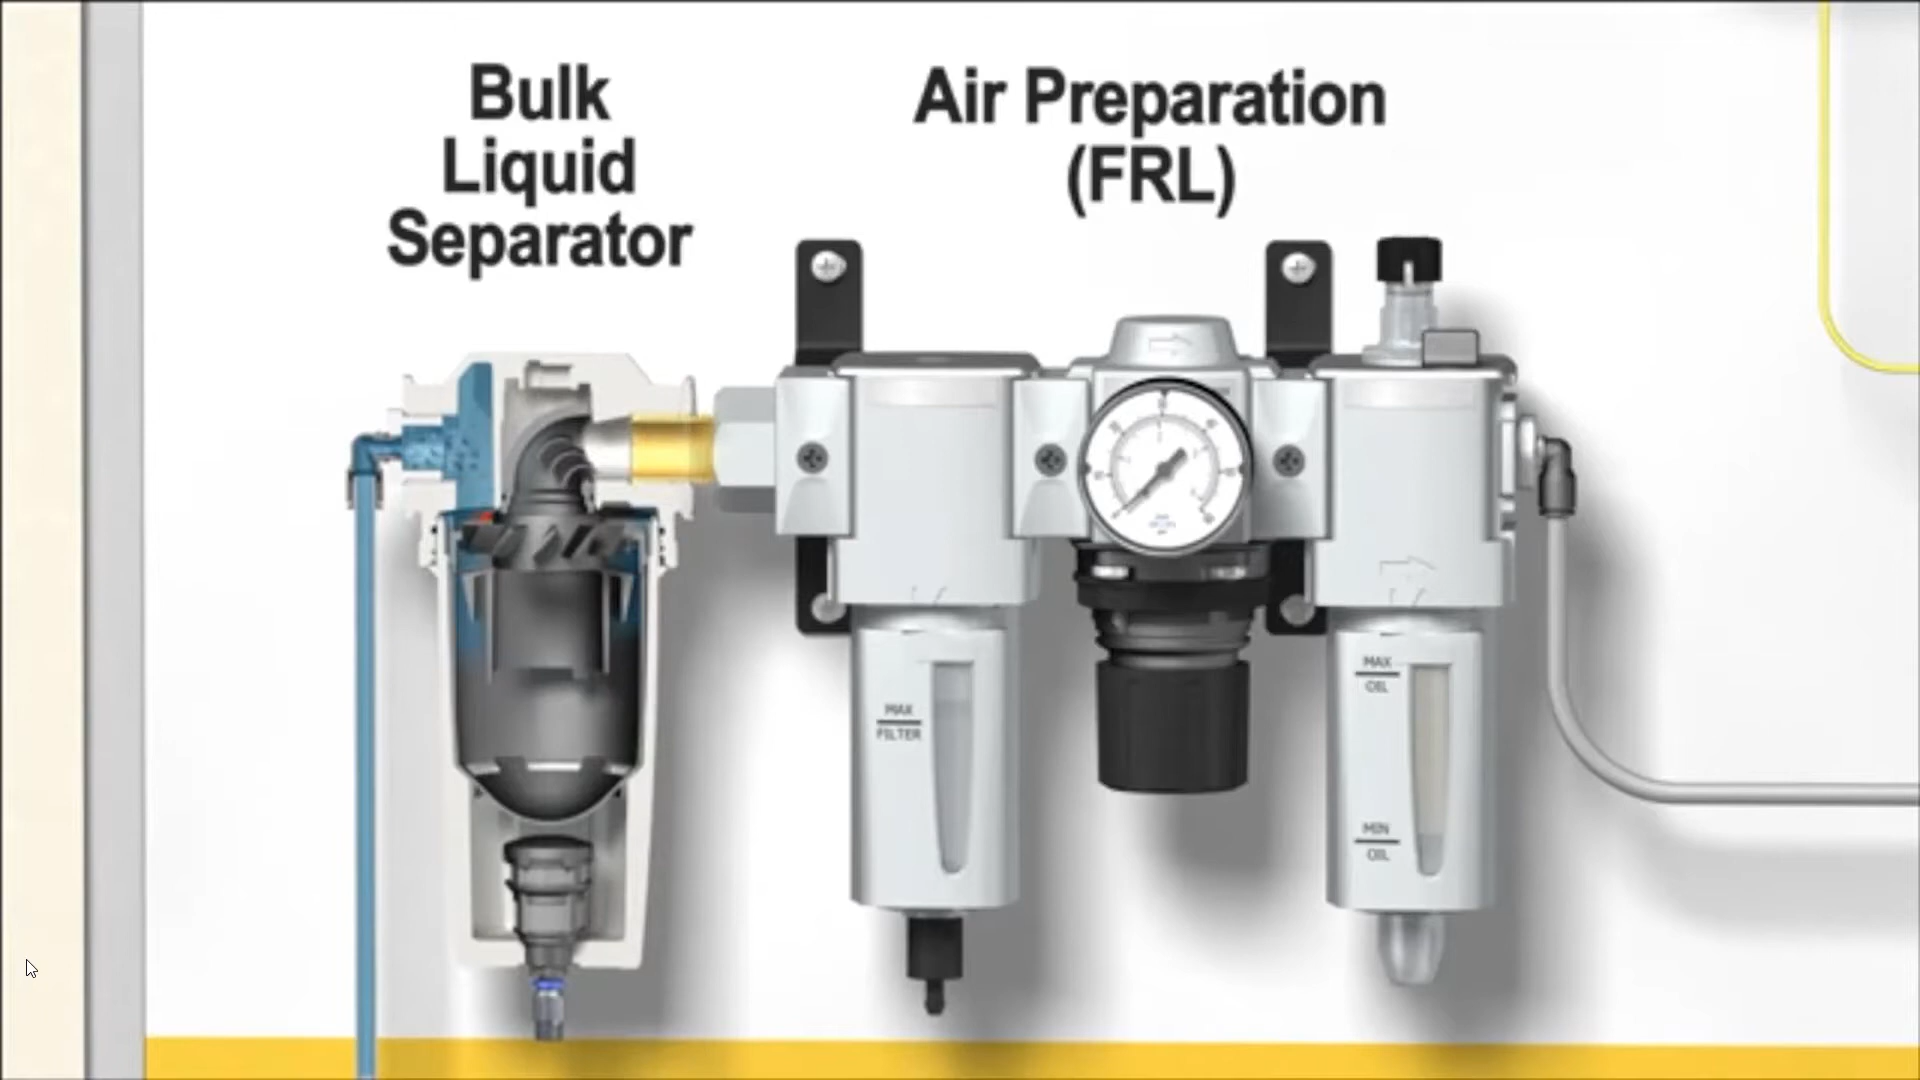 Bulk
Liquid
Separator
Air Preparation
(FRL)
MAX
FILTER
MAX
OIL
MIN
OIL